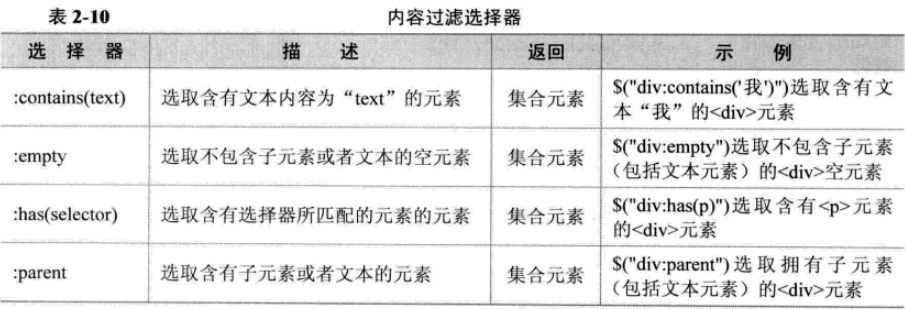 表 2-10 内容过滤选择器
选 择 器 描 述 返回 示 例
:contains(text) 选取含有文本内容为“text”的元素 集合元素 $("div:contains('我')")选取含有文
本“我”的<div>元素
:empty 选取不包含子元素或者文本的空元素 集合元素 $("div:empty")选取不包含子元素
（包括文本元素）的<div>空元素
:has(selector) 选取含有选择器所匹配的元素的元素 集合元素 $("div:has(p)")选取含有<p>元素
的<div>元素
:parent 选取含有子元素或者文本的元素 集合元素 $("div:parent")选取拥有子元素
（包括文本元素）的<div>元素